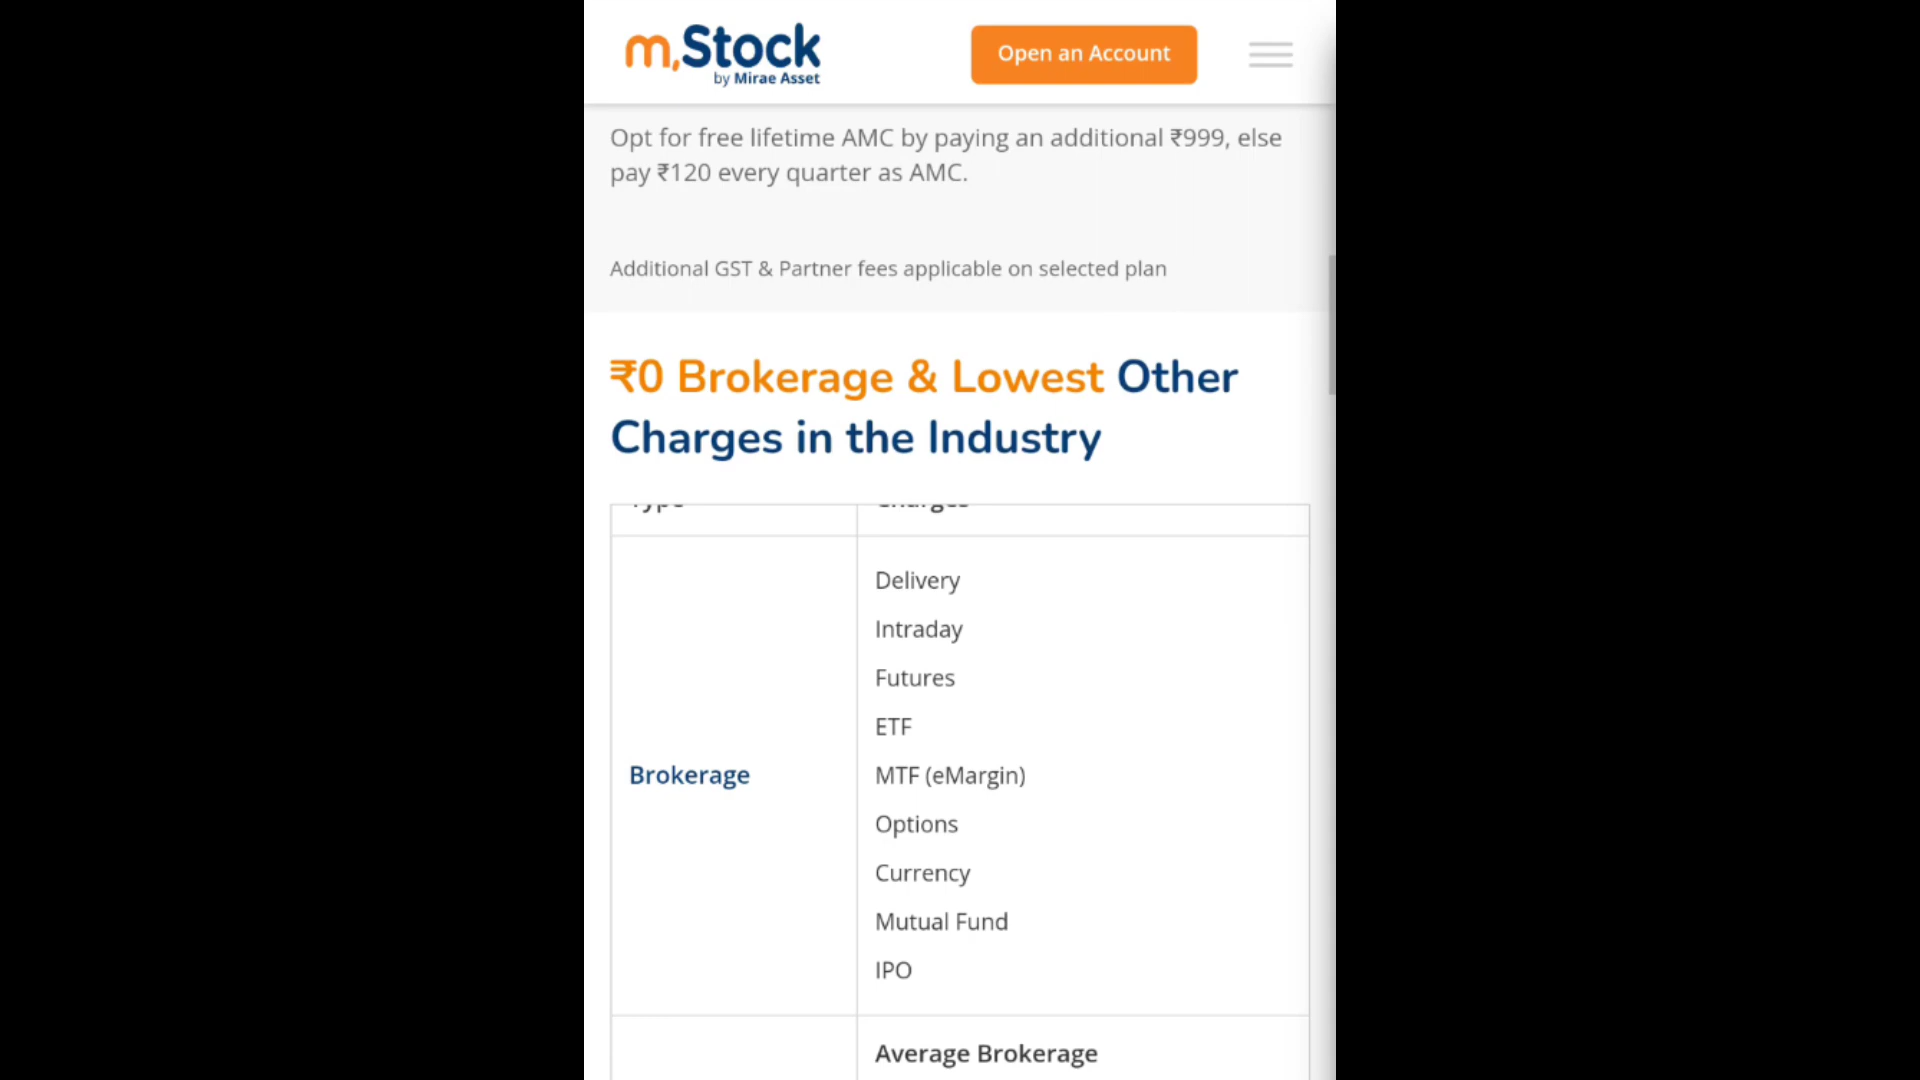 m.Stock
by Mirae Asset
Open an Account
Opt for free lifetime AMC by paying an additional ₹999, else
pay ₹120 every quarter as AMC.
Additional GST & Partner fees applicable on selected plan
₹0 Brokerage & Lowest Other
Charges in the Industry
Type
Charges
Brokerage
Delivery
Intraday
Futures
ETF
MTF (eMargin)
Options
Currency
Mutual Fund
IPO
Average Brokerage